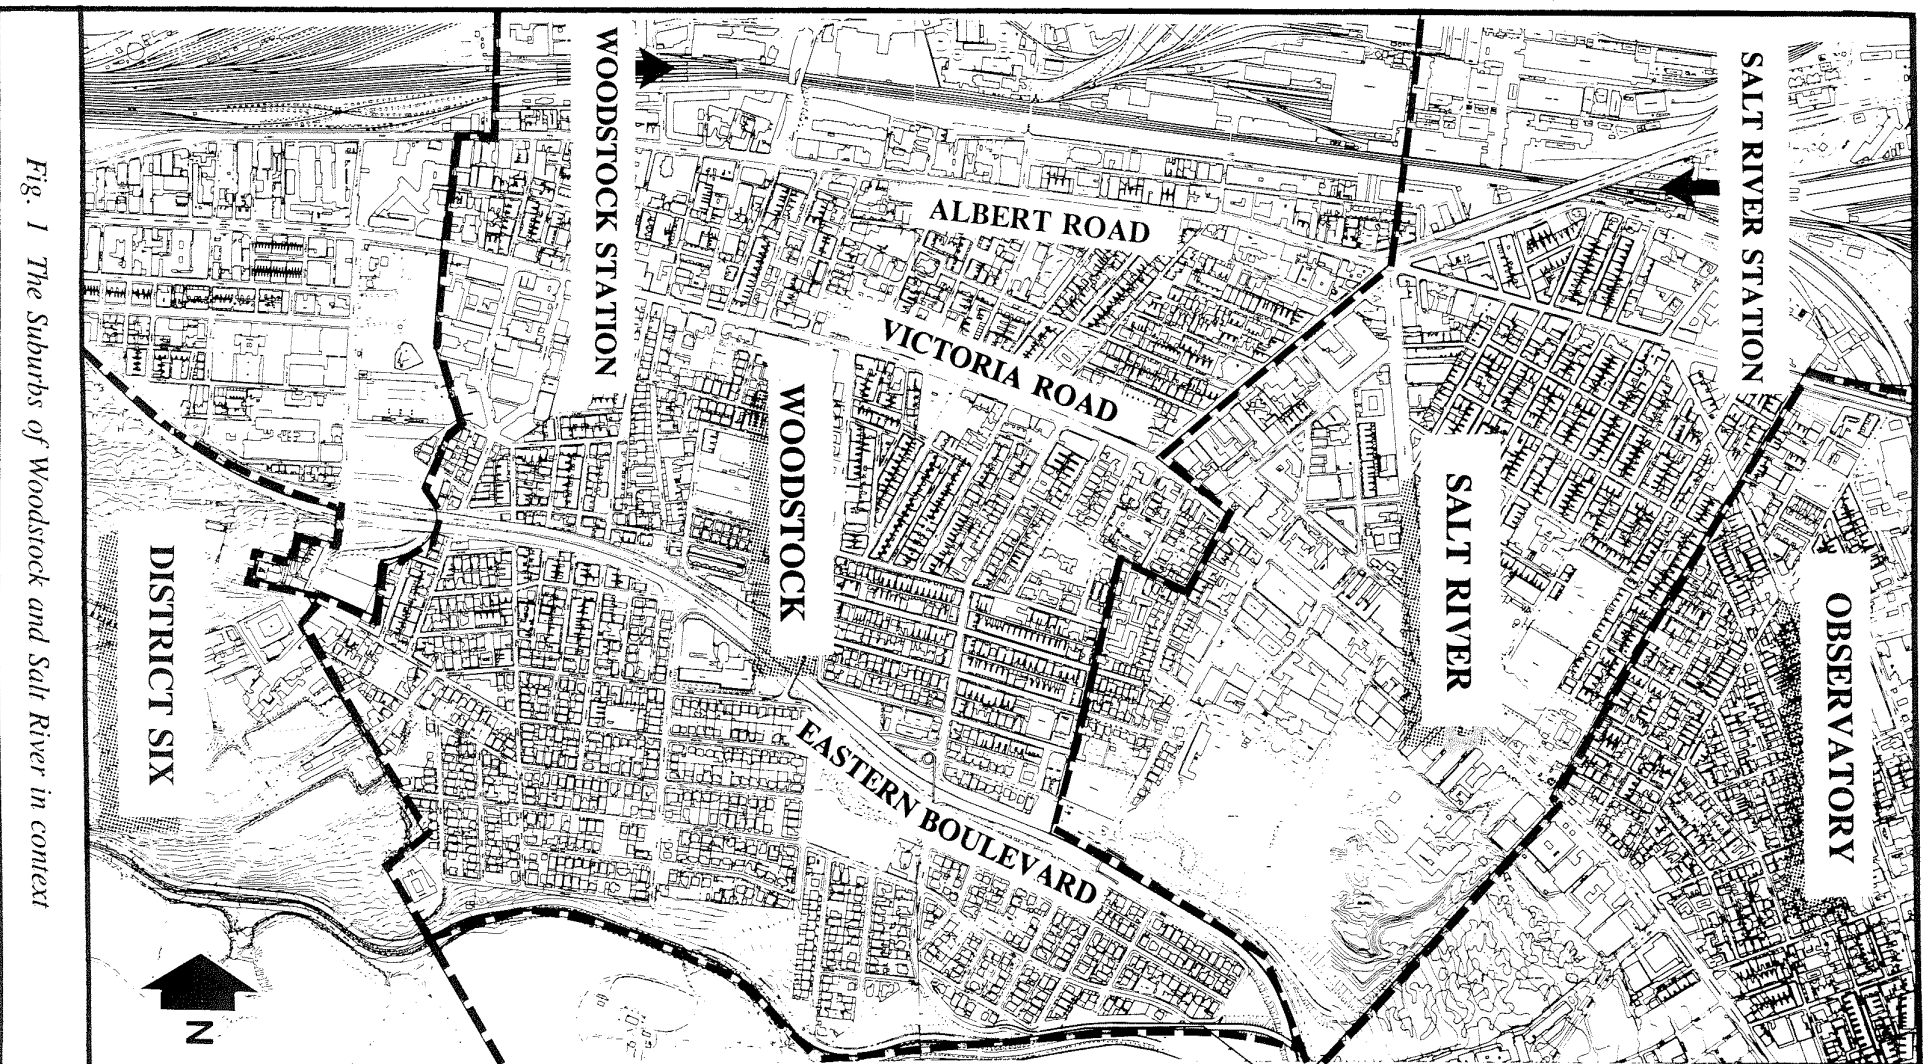 WOODSTOCK STATION
SALT RIVER STATION
ALBERT ROAD
VICTORIA ROAD
WOODSTOCK
SALT RIVER
OBSERVATORY
DISTRICT SIX
EASTERN BOULEVARD
N
Fig. 1 The Suburbs of Woodstock and Salt River in context